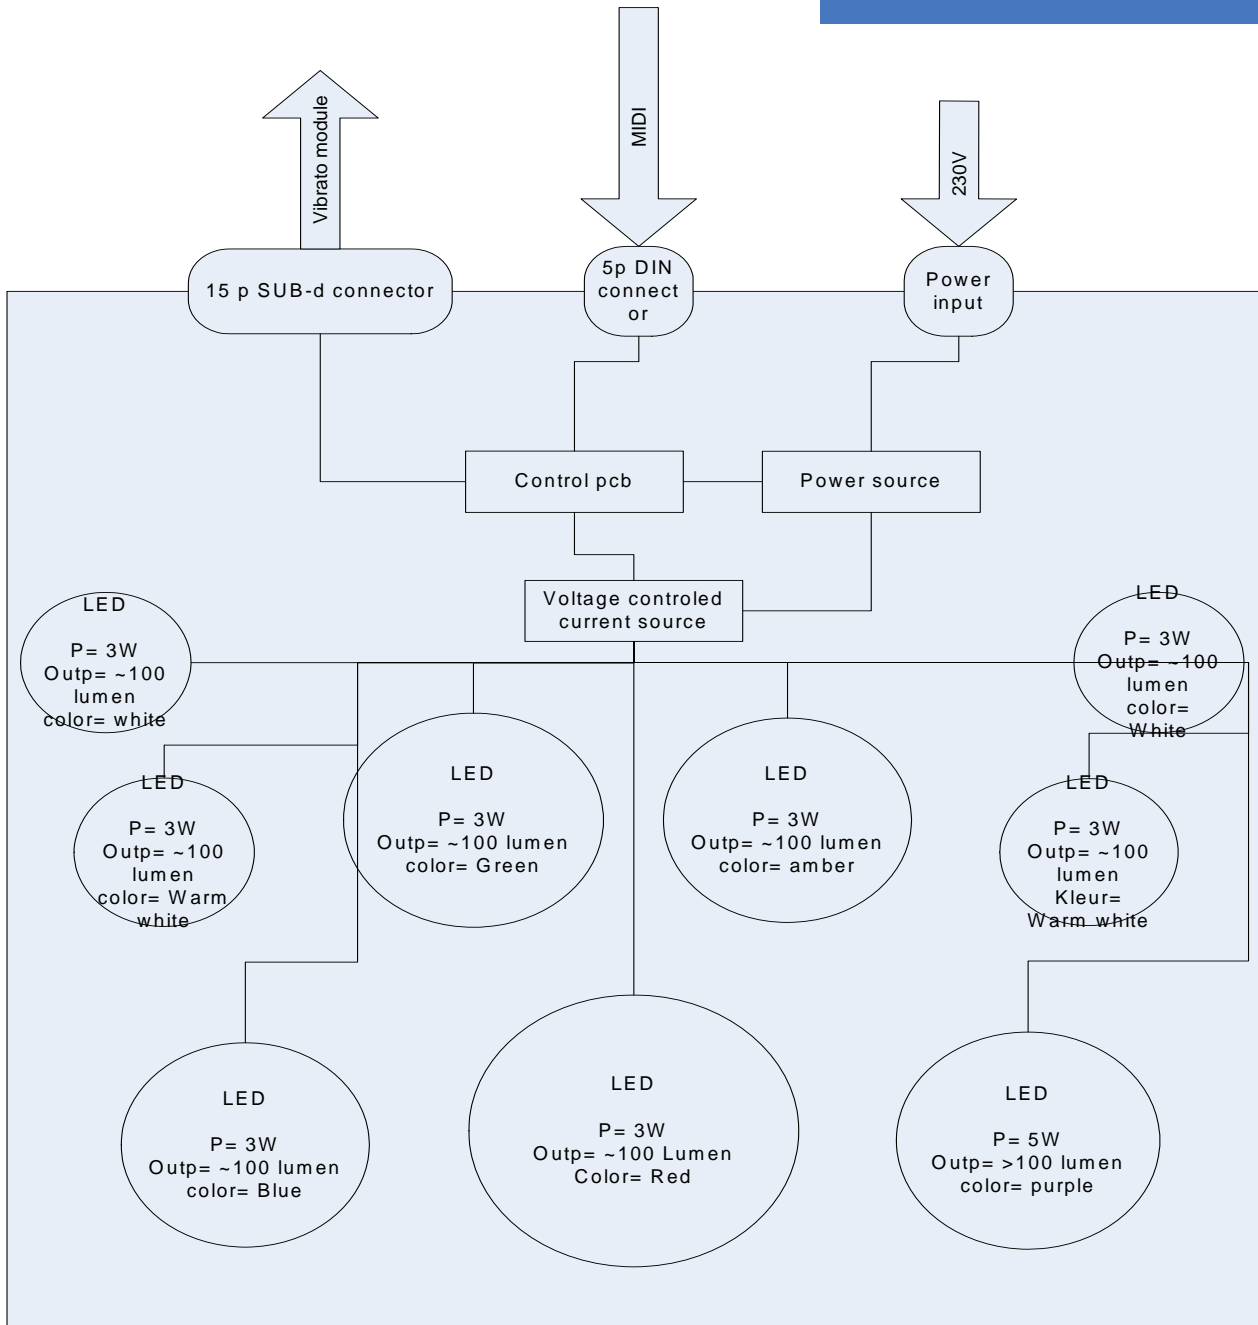 Vibrato module
MIDI
230V
15 p SUB-d connector
5p DIN
connect
or
Power
input
Control pcb
Power source
Voltage controled
current source
LED
P= 3W
Outp= ~100
lumen
color= white
LED
P= 3W
Outp= ~100
lumen
color=
White
LED
P= 3W
Outp= ~100
lumen
color= Warm
white
LED
P= 3W
Outp= ~100 lumen
color= Green
LED
P= 3W
Outp= ~100 lumen
color= amber
LED
P= 3W
Outp= ~100
lumen
Kleur=
Warm white
LED
P= 3W
Outp= ~100 lumen
color= Blue
LED
P= 3W
Outp= ~100 Lumen
Color= Red
LED
P= 5W
Outp= >100 lumen
color= purple